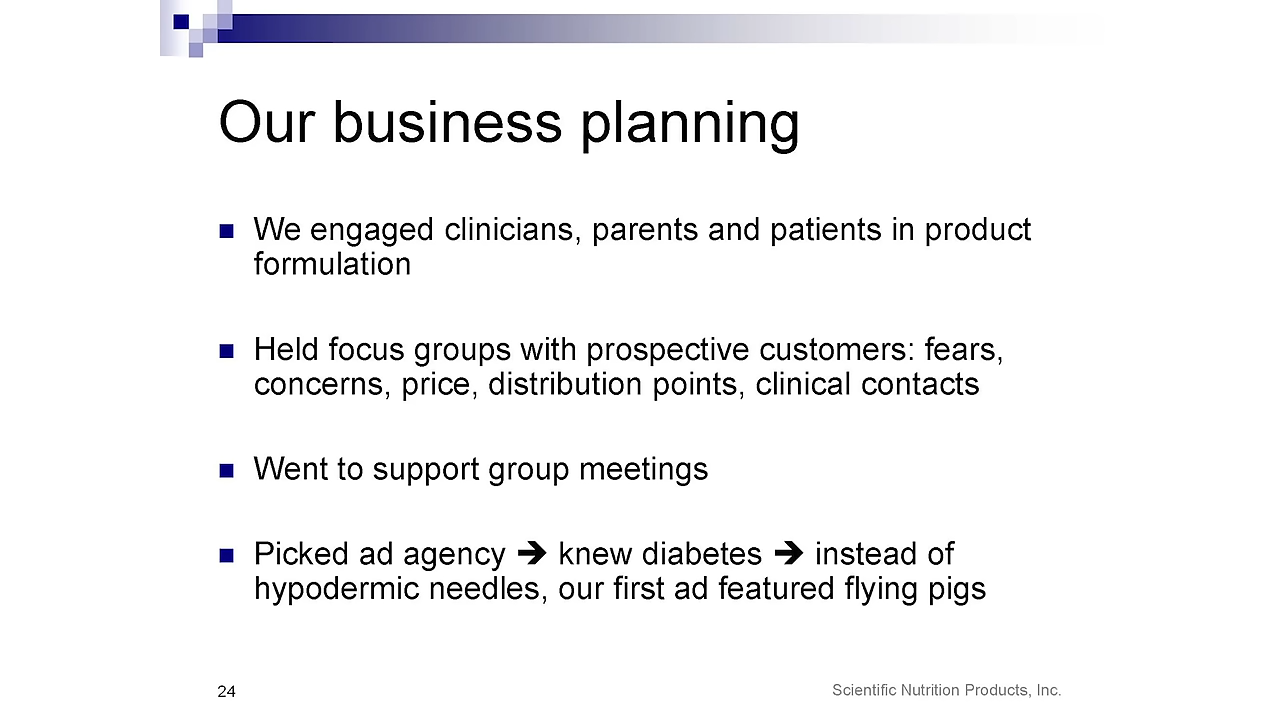 Our business planning
We engaged clinicians, parents and patients in product
formulation
Held focus groups with prospective customers: fears,
concerns, price, distribution points, clinical contacts
Went to support group meetings
Picked ad agency ➔ knew diabetes ➔ instead of
hypodermic needles, our first ad featured flying pigs
24
Scientific Nutrition Products, Inc.